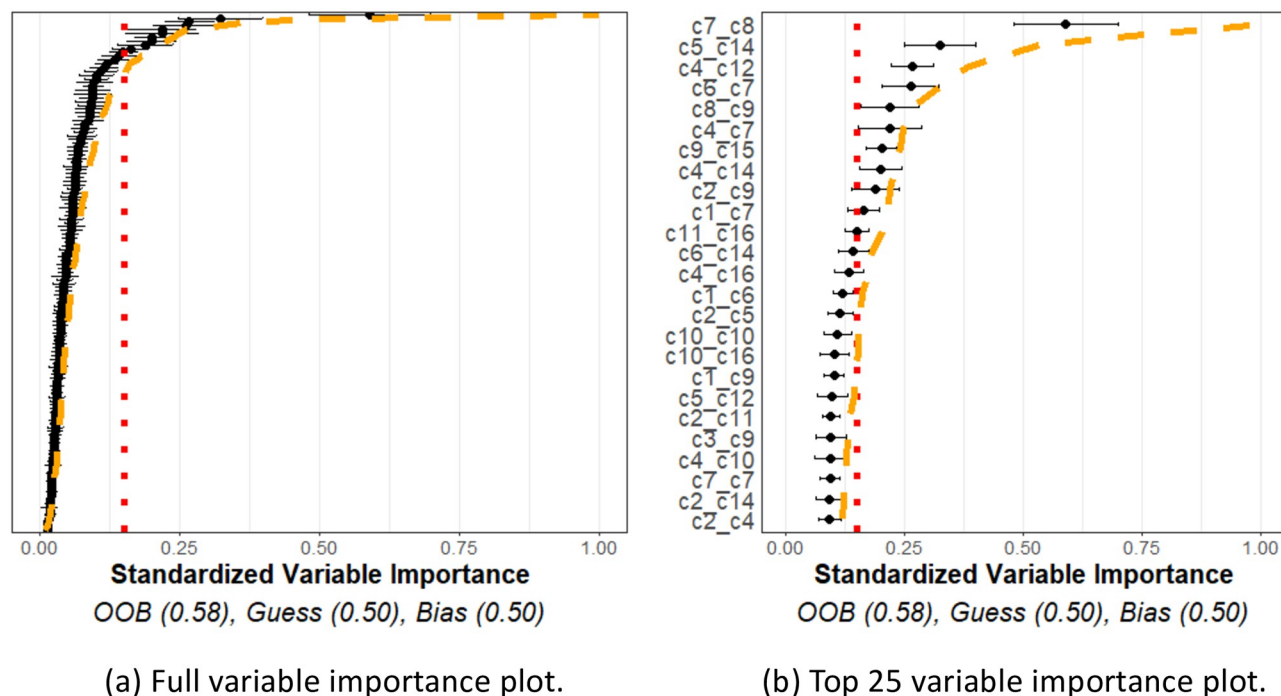 0.00 0.25 0.50 0.75 1.00
Standardized Variable Importance
OOB (0.58), Guess (0.50), Bias (0.50)
(a) Full variable importance plot.
c7_c8
c5_c14
c4_c12
c6_c7
c8_c9
c4_c7
c9_c15
c4_c14
c2_c9
c1_c7
c11_c16
c6_c14
c4_c16
c1_c6
c2_c5
c10_c10
c10_c16
c1_c9
c5_c12
c2_c11
c3_c9
c4_c10
c7_c7
c2_c14
c2_c4
0.00 0.25 0.50 0.75 1.00
Standardized Variable Importance
OOB (0.58), Guess (0.50), Bias (0.50)
(b) Top 25 variable importance plot.